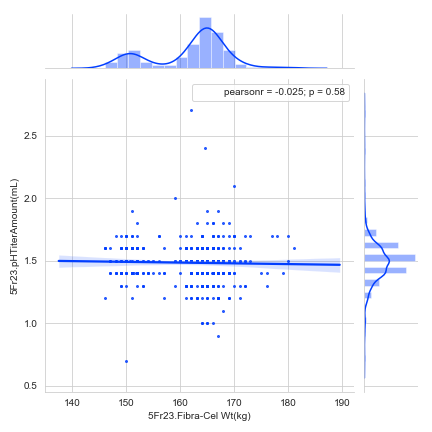 pearsonr = -0.025; p = 0.58
2.5
2.0
1.5
1.0
0.5
5Fr23.pHTiterAmount(mL)
140 150 160 170 180 190
5Fr23.Fibra-Cel Wt(kg)